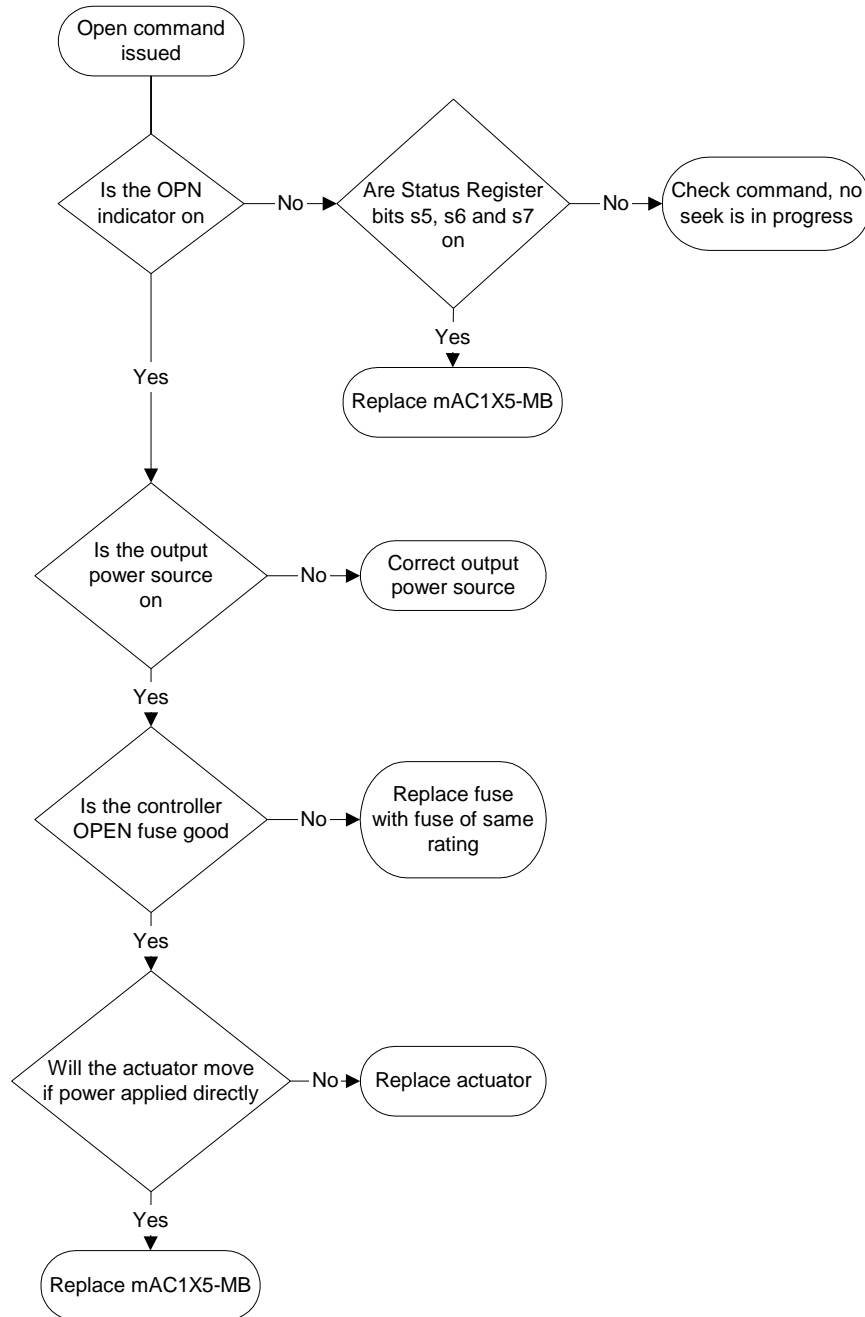 Open command
issued
Is the OPN
indicator on
No
Are Status Register
bits s5, s6 and s7
on
No
Check command, no
seek is in progress
Yes
Replace mAC1X5-MB
Yes
Is the output
power source
on
No
Correct output
power source
Yes
Is the controller
OPEN fuse good
No
Replace fuse
with fuse of same
rating
Yes
Will the actuator move
if power applied directly
No
Replace actuator
Yes
Replace mAC1X5-MB